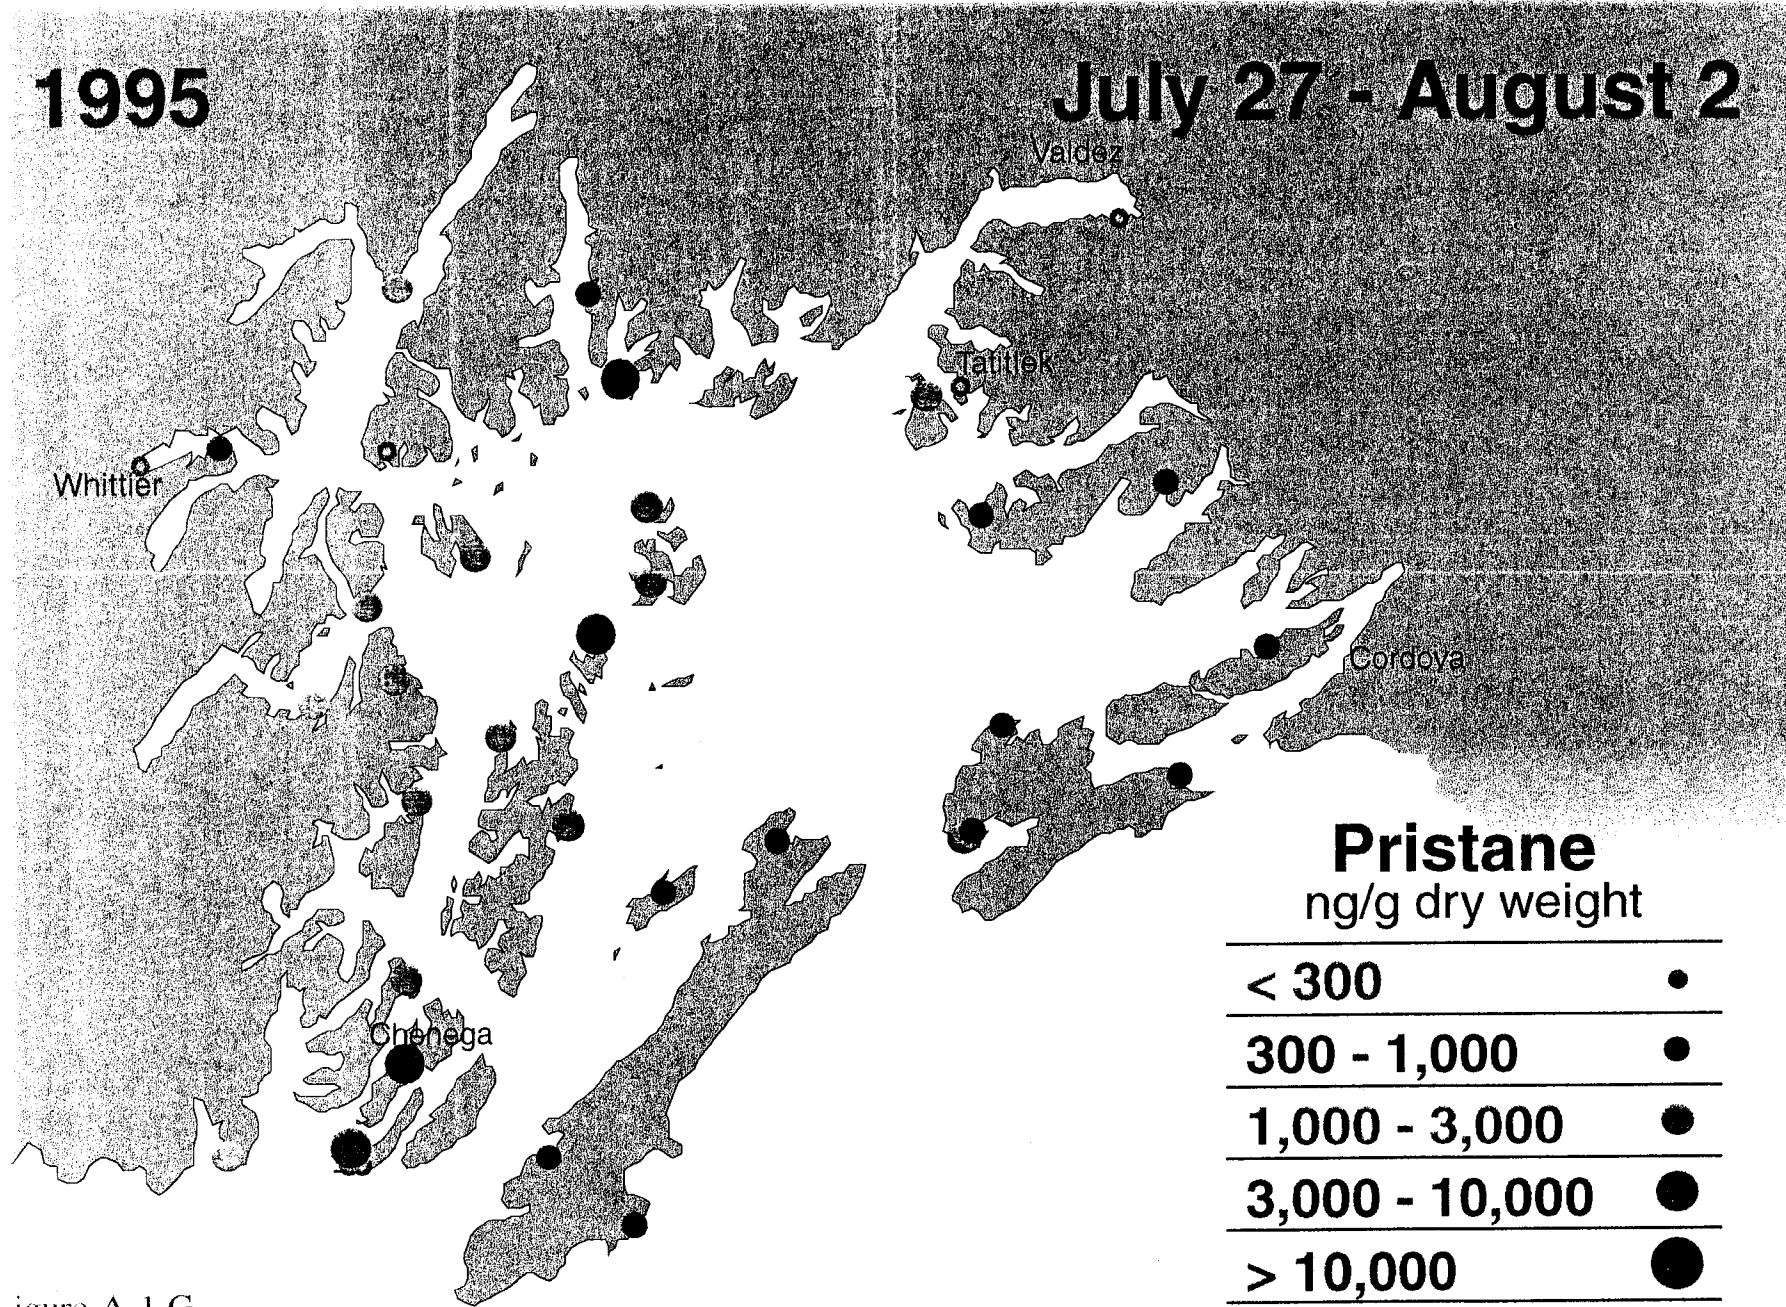 1995
July 27 - August 2
Valdez
Tatitlek
Whittier
Cordova
Chenega
Pristane
ng/g dry weight
< 300
300 - 1,000
1,000 - 3,000
3,000 - 10,000
> 10,000